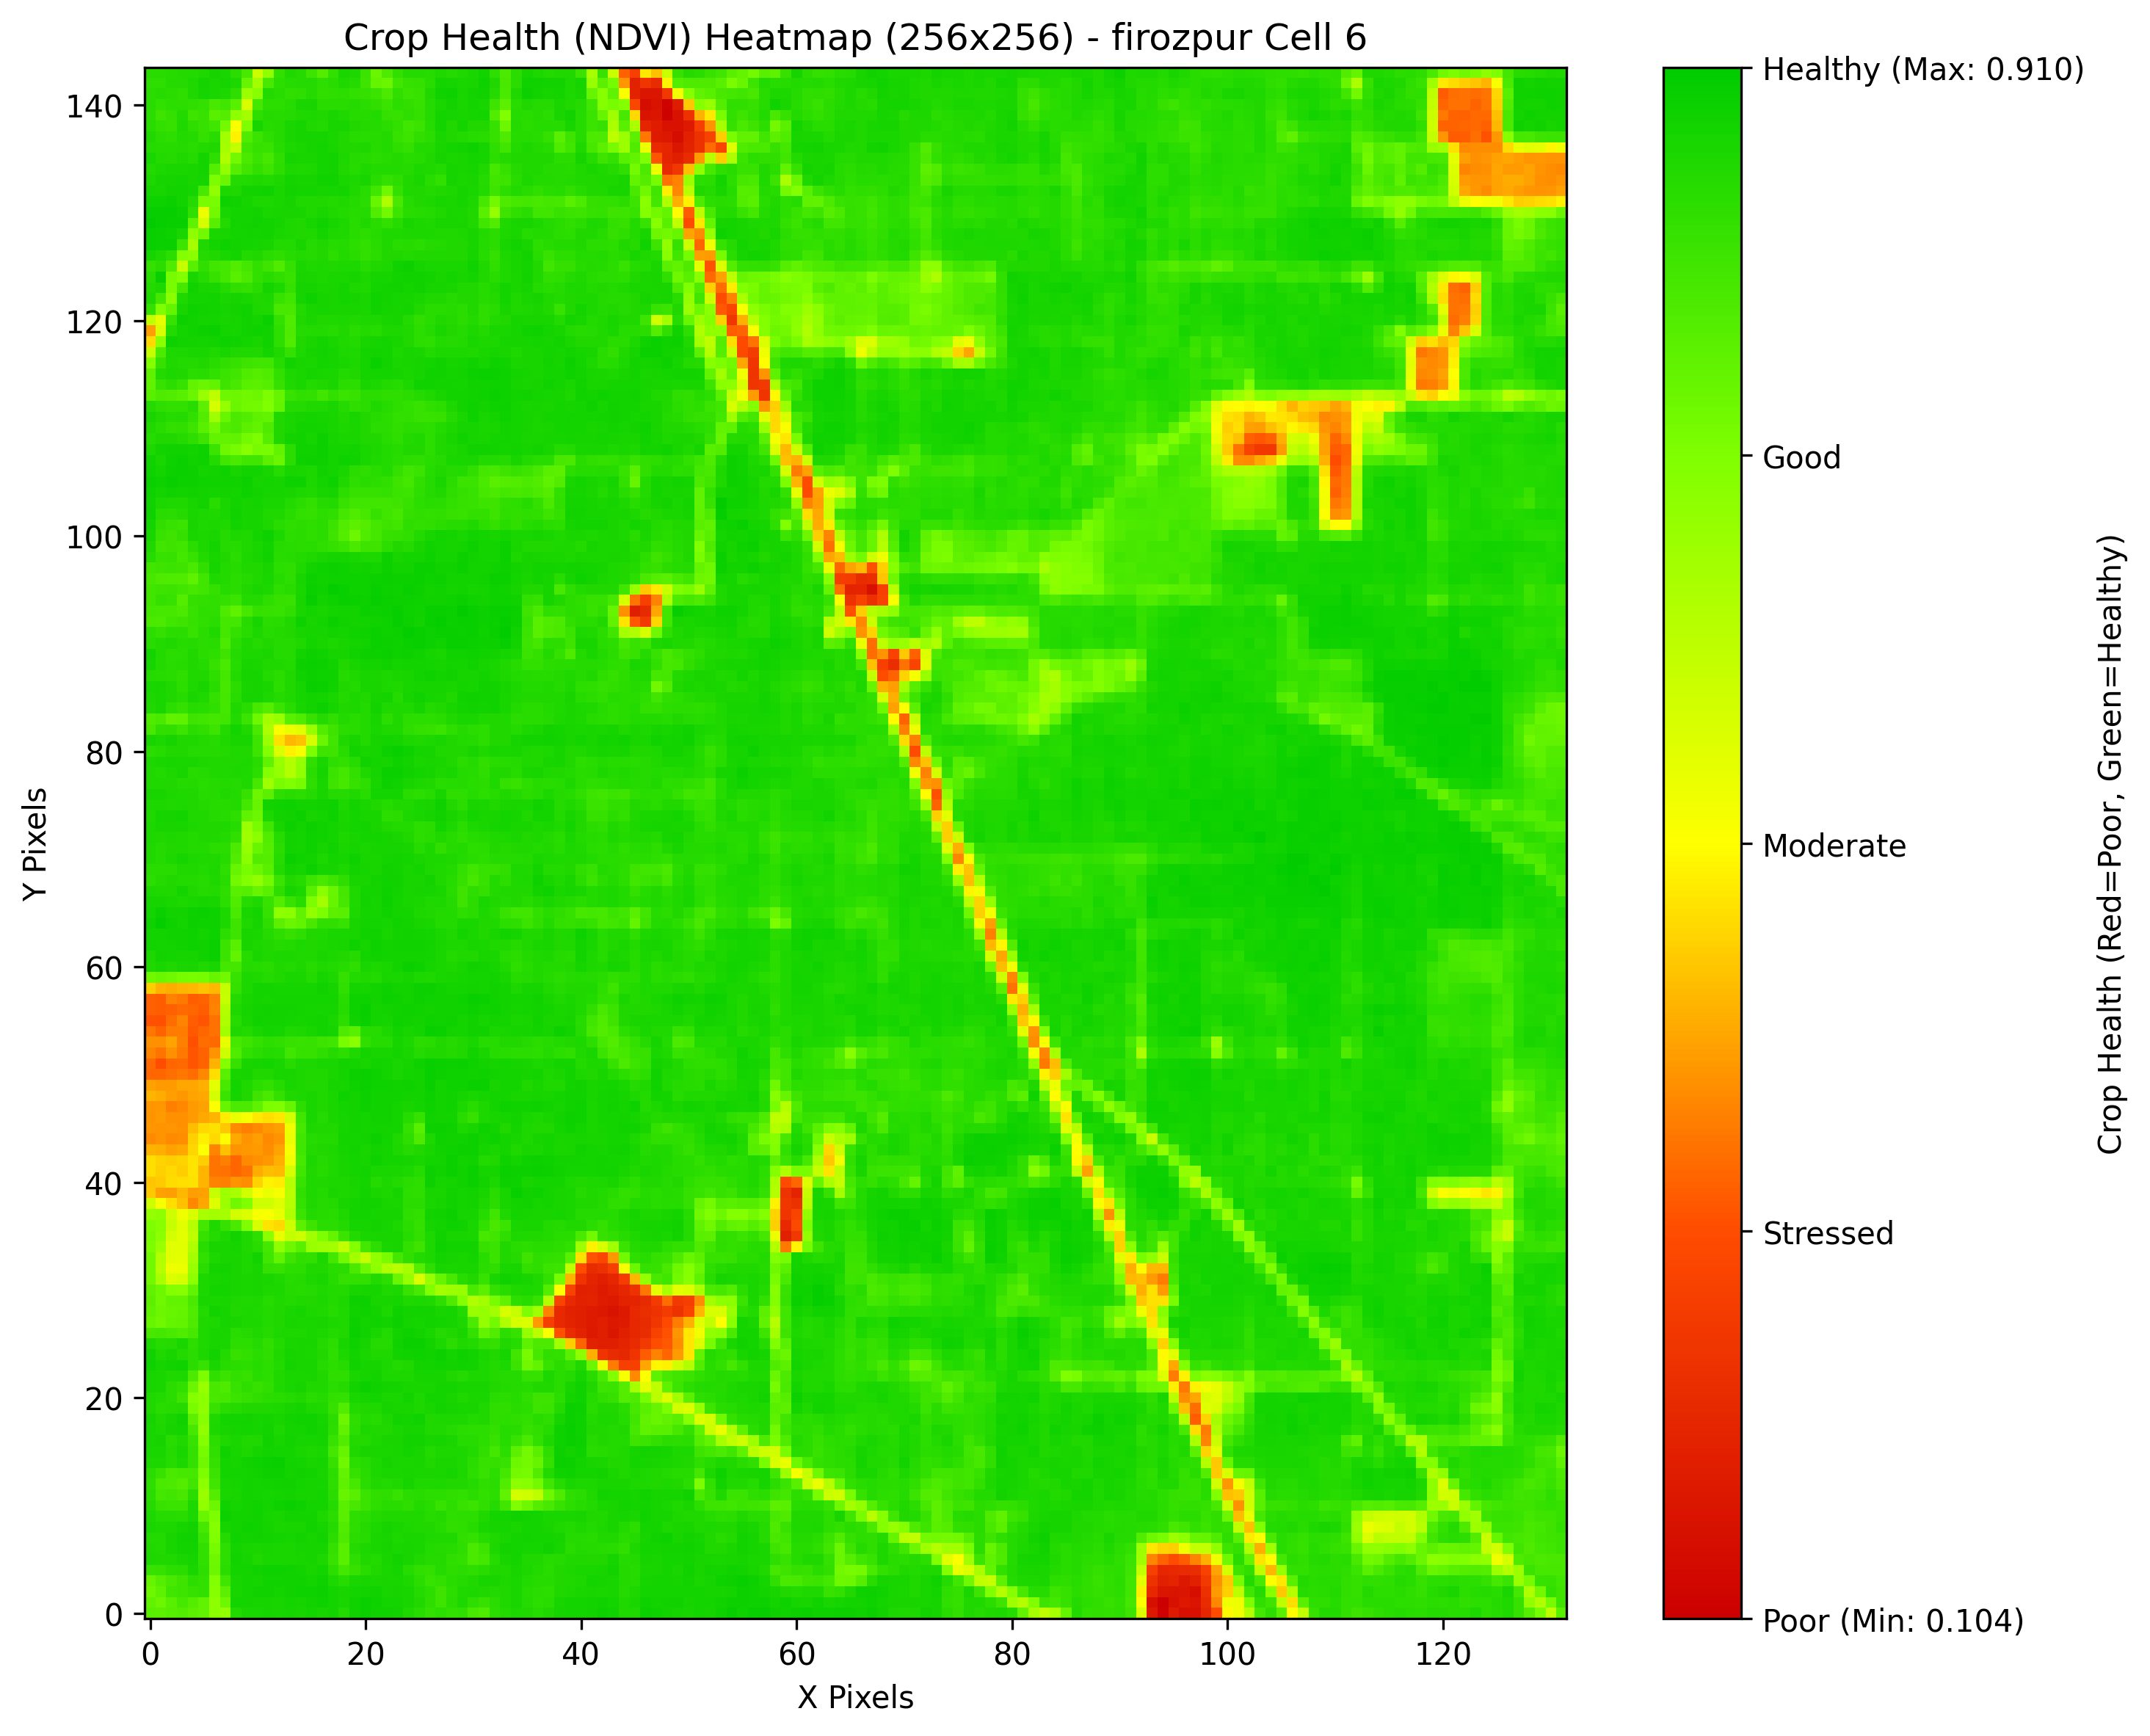 Crop Health (NDVI) Heatmap (256x256) - firozpur Cell 6
140
120
100
80
60
40
20
0
Y Pixels
0 20 40 60 80 100 120
X Pixels
Healthy (Max: 0.910)
Good
Moderate
Stressed
Poor (Min: 0.104)
Crop Health (Red=Poor, Green=Healthy)